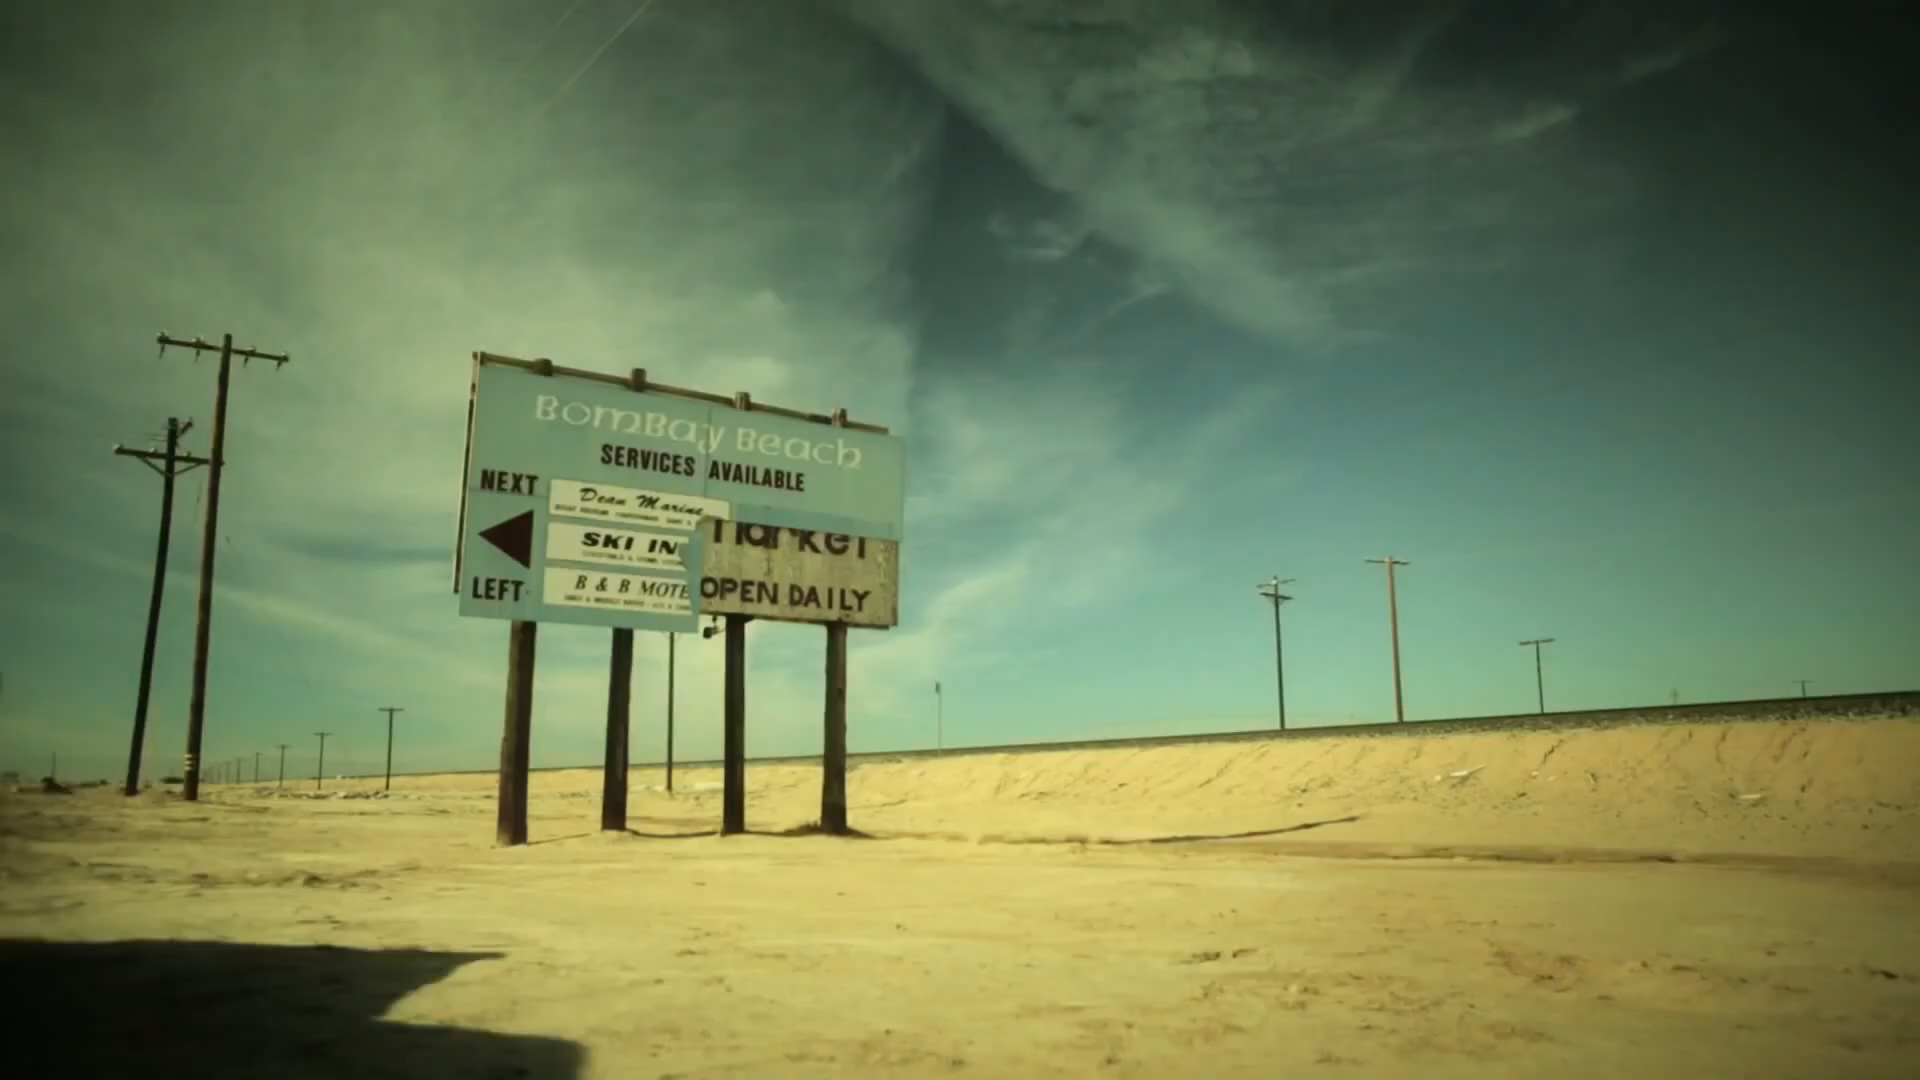 BomBay Beach
SERVICES AVAILABLE
NEXT
Dean Marine
SKI IN
LEFT
B & B MOTE
market
OPEN DAILY